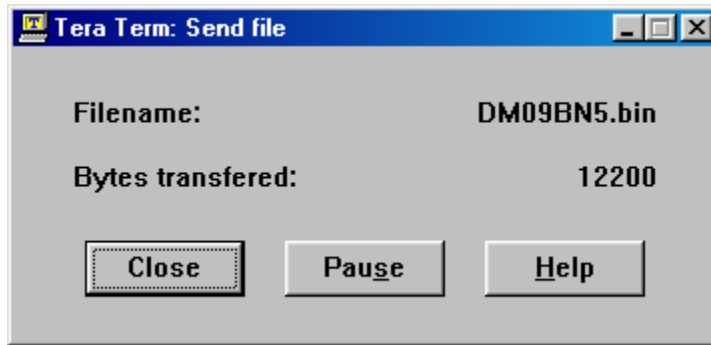 Tera Term: Send file
Filename: DM09BN5.bin
Bytes transfered: 12200
Close Pause Help